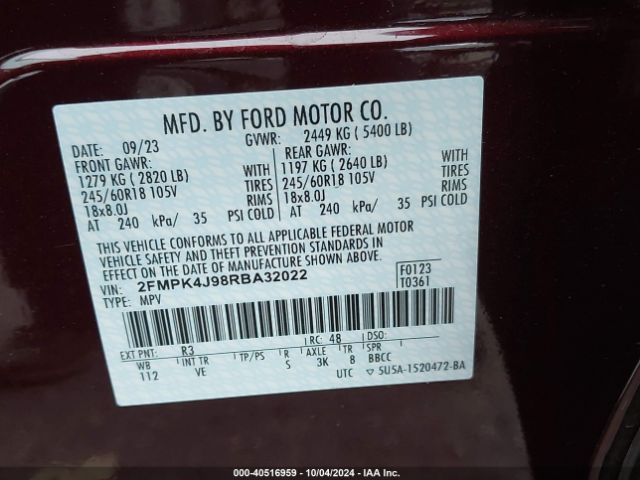 MFD. BY FORD MOTOR CO.
DATE: 09/23 GVWR: 2449 KG ( 5400 LB)
FRONT GAWR: REAR GAWR:
1279 KG ( 2820 LB) WITH 1197 KG ( 2640 LB) WITH
245/60R18 105V TIRES 245/60R18 105V TIRES
18x8.0J RIMS 18x8.0J RIMS
AT 240 kPa/ 35 PSI COLD AT 240 kPa/ 35 PSI COLD
THIS VEHICLE CONFORMS TO ALL APPLICABLE FEDERAL MOTOR
VEHICLE SAFETY AND THEFT PREVENTION STANDARDS IN
EFFECT ON THE DATE OF MANUFACTURE SHOWN ABOVE.
VIN: 2FMPK4J98RBA32022 F0123
TYPE: MPV T0361
EXT PNT: R3 RC: 48 DSO:
WB INT TR TP/PS R AXLE TR SPR
112 VE S 3K B BBCC
UTC ▽ 5U5A-1520472-BA
000-40516959 - 10/04/2024 - IAA Inc.